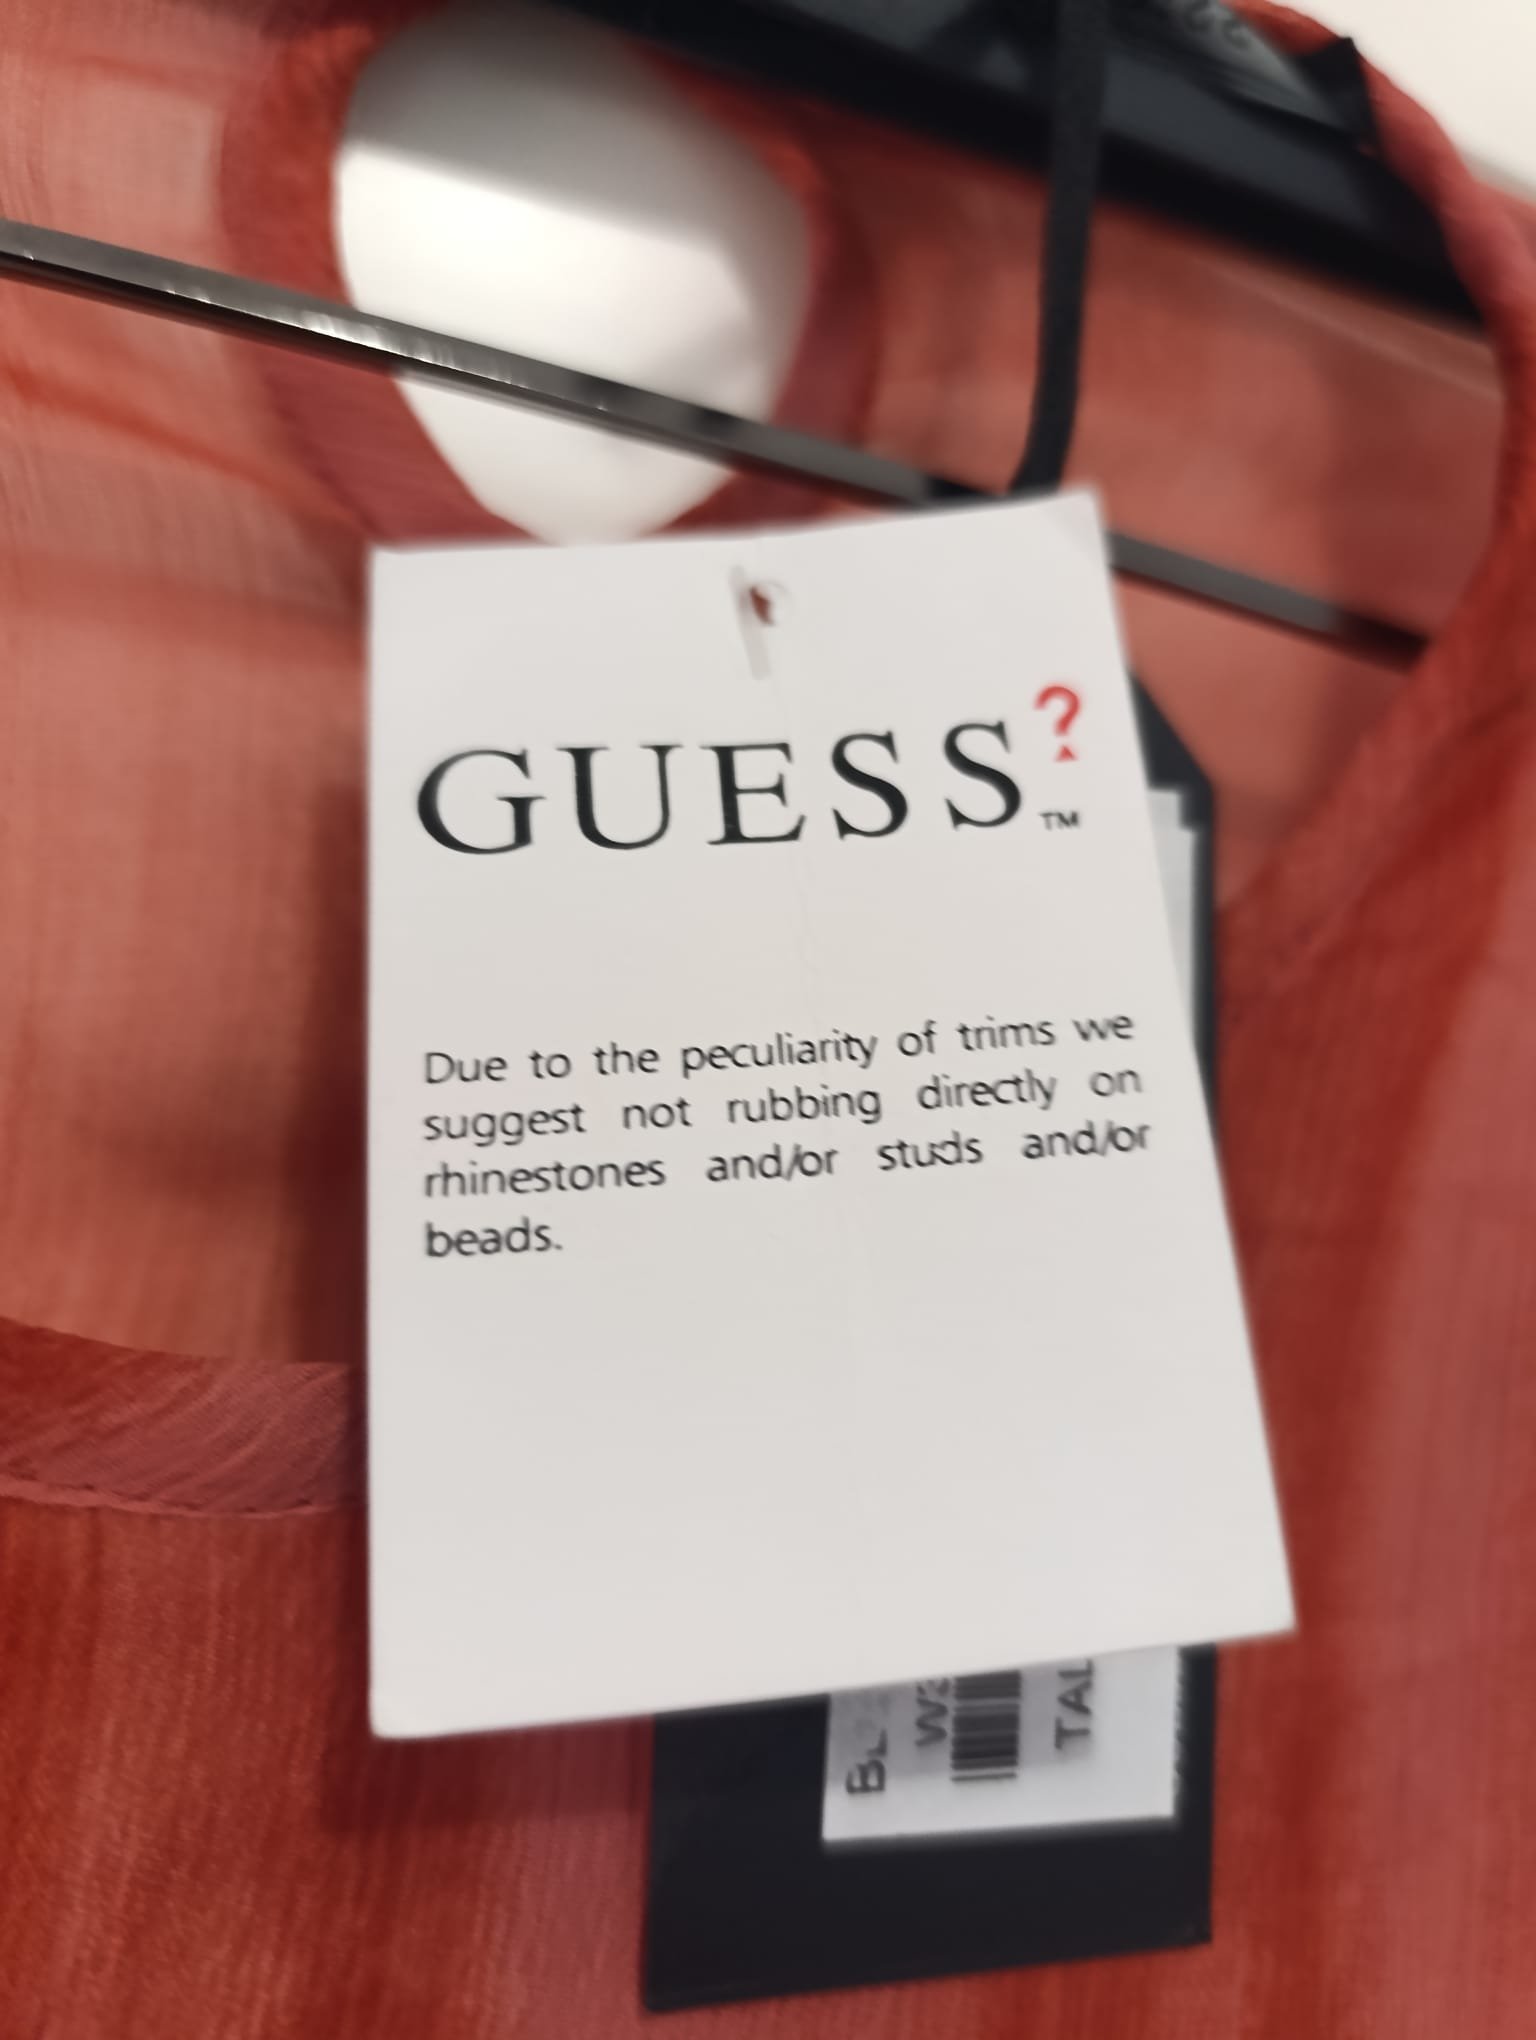 GUESS?
TM
Due to the peculiarity of trims we
suggest not rubbing directly on
rhinestones and/or studs and/or
beads.